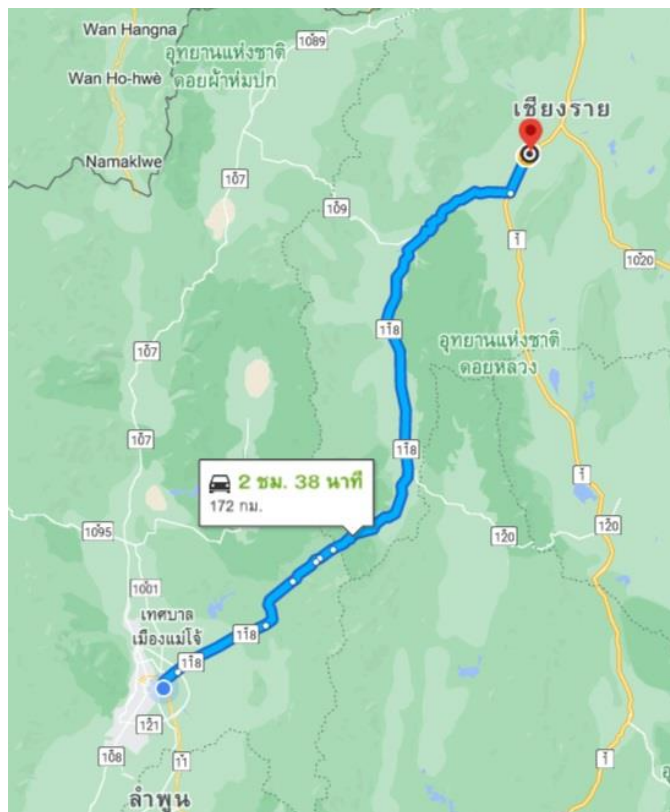 Wan Hangna
1089
อุทยานแห่งชาติ
ดอยผ้าห่มปก
Wan Ho-hwè
เชียงราย
Namaklwe
107
109
1
1020
118
อุทยานแห่งชาติ
ดอยหลวง
107
107
118
2 ชม. 38 นาที
172 กม.
1
1095
120
120
1001
เทศบาล
เมืองแม่โจ้
118
118
121
108
11
1
ลำพูน